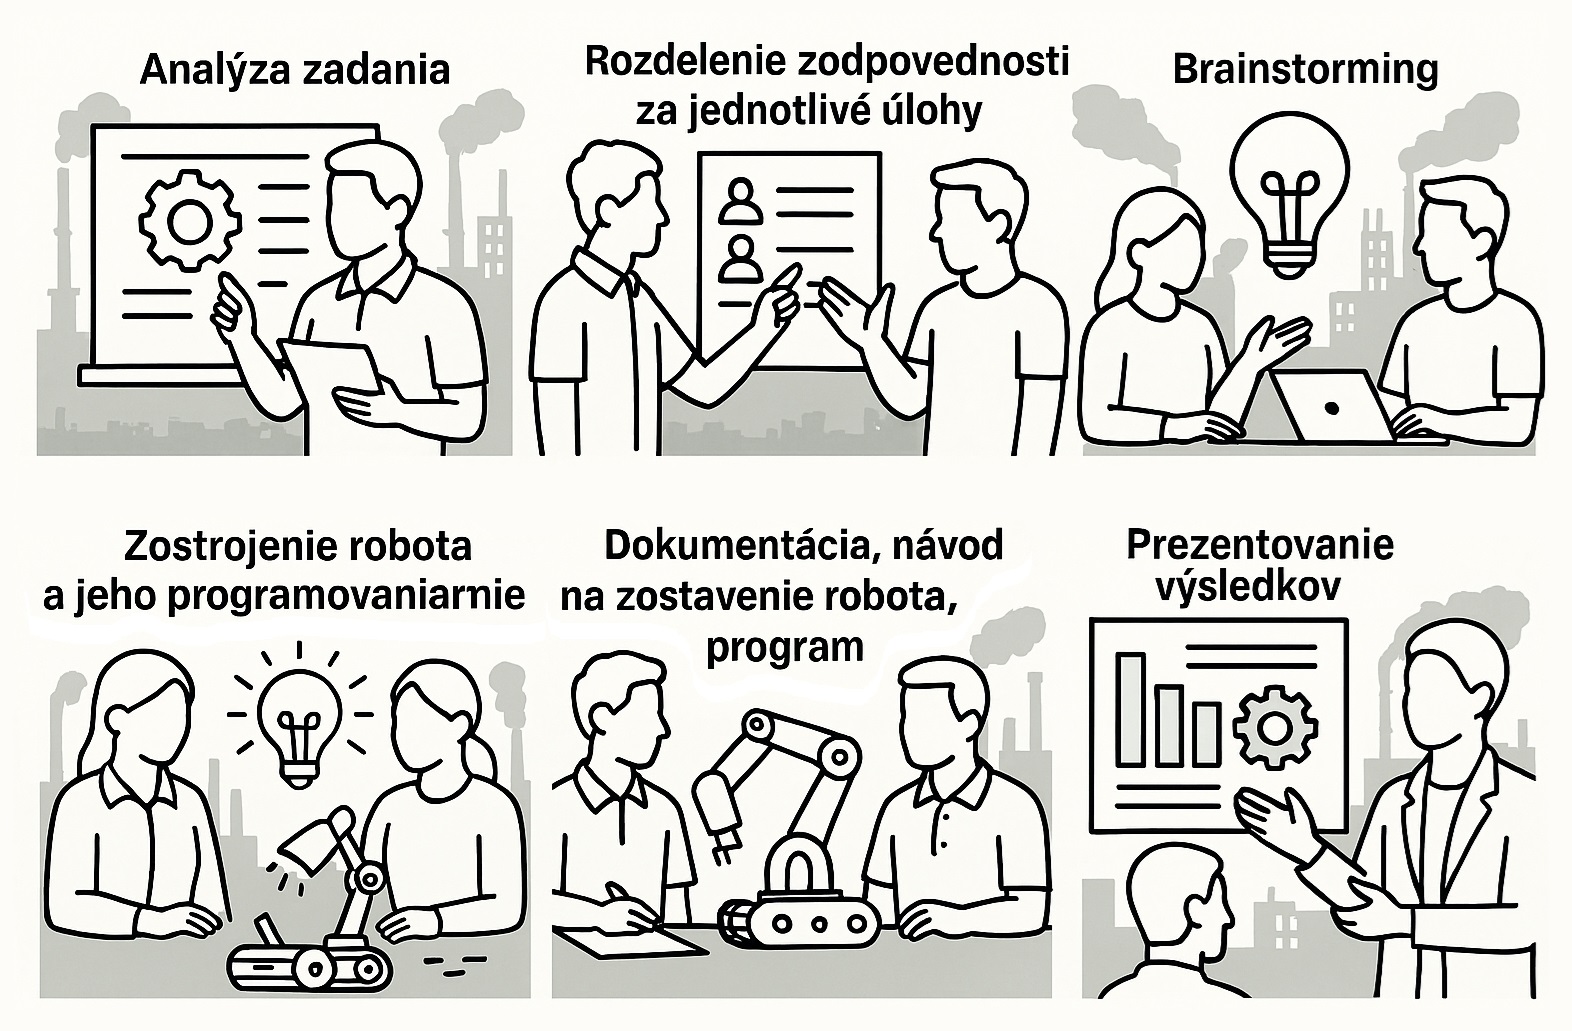 Analýza zadania
Rozdelenie zodpovednosti
za jednotlivé úlohy
Brainstorming
Zostrojenie robota
a jeho programovaniarnie
Dokumentácia, návod
na zostavenie robota,
program
Prezentovanie
výsledkov